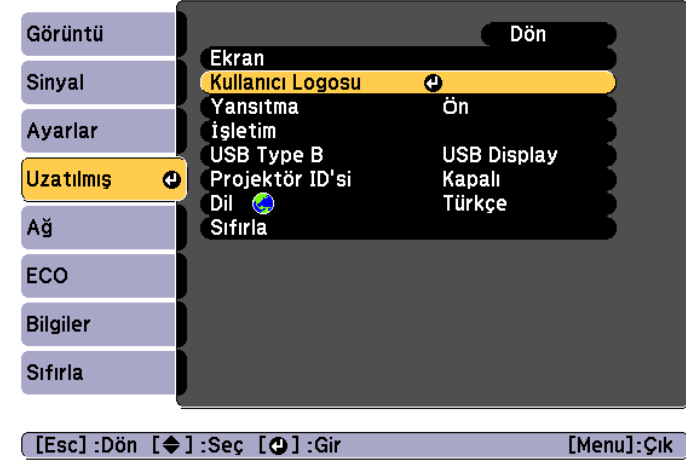 Görüntü
Sinyal
Ayarlar
Uzatılmış
Ağ
ECO
Bilgiler
Sıfırla
Dön
Ekran
Kullanıcı Logosu
Yansıtma Ön
İşletim
USB Type B USB Display
Projektör ID'si Kapalı
Dil Türkçe
Sıfırla
[Esc] :Dön [◆] :Seç [↵] :Gir [Menu]:Çık